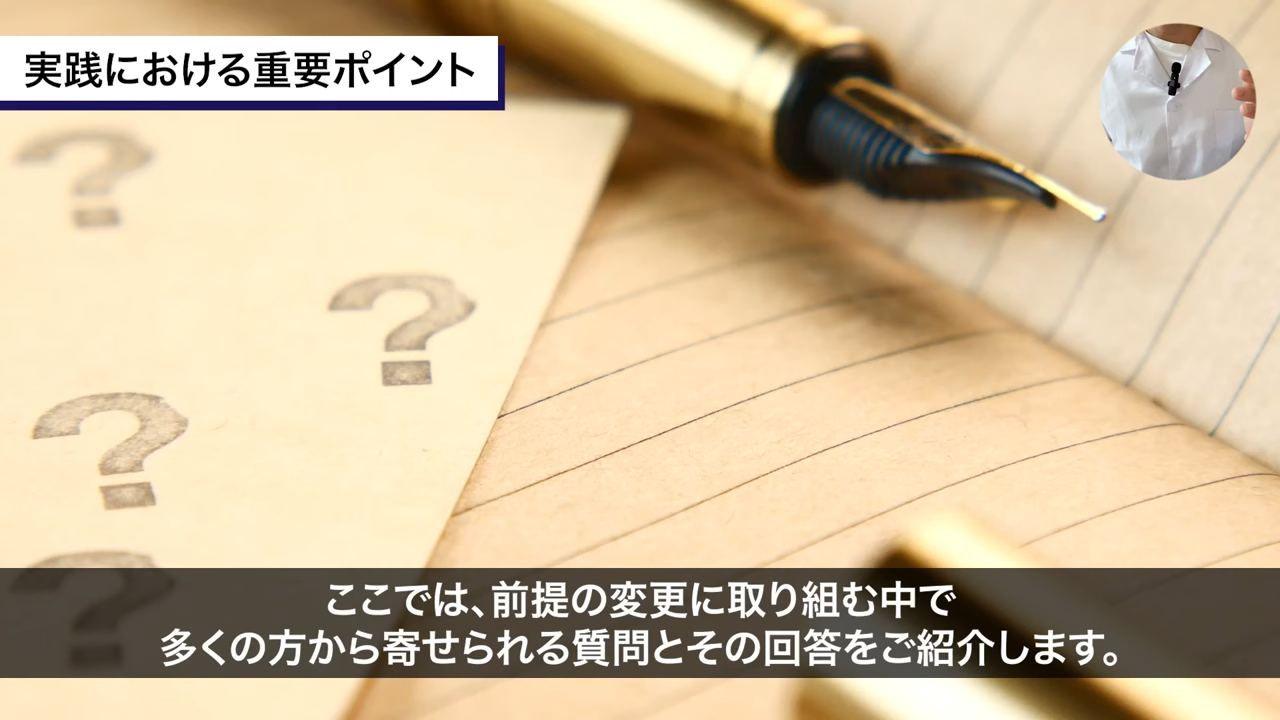 実践における重要ポイント
?
?
?
?
ここでは、前提の変更に取り組む中で
多くの方から寄せられる質問とその回答をご紹介します。